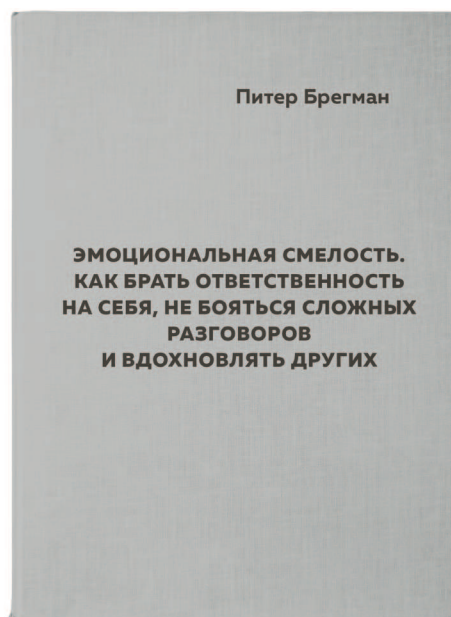 Питер Брегман
ЭМОЦИОНАЛЬНАЯ СМЕЛОСТЬ.
КАК БРАТЬ ОТВЕТСТВЕННОСТЬ
НА СЕБЯ, НЕ БОЯТЬСЯ СЛОЖНЫХ
РАЗГОВОРОВ
И ВДОХНОВЛЯТЬ ДРУГИХ